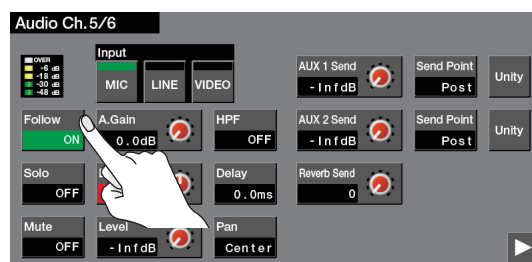 Audio Ch.5/6
OVER
-6 dB
-18 dB
-30 dB
-48 dB
Input
MIC LINE VIDEO
AUX 1 Send
-InfdB
Send Point
Post
Unity
Follow
ON
A.Gain
0.0dB
HPF
OFF
AUX 2 Send
-InfdB
Send Point
Post
Unity
Solo
OFF
Delay
0.0ms
Reverb Send
0
Mute
OFF
Level
-InfdB
Pan
Center